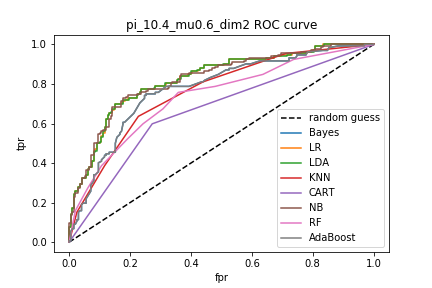 pi_10.4_mu0.6_dim2 ROC curve
tpr
1.0
0.8
0.6
0.4
0.2
0.0
random guess
Bayes
LR
LDA
KNN
CART
NB
RF
AdaBoost
0.0 0.2 0.4 0.6 0.8 1.0
fpr